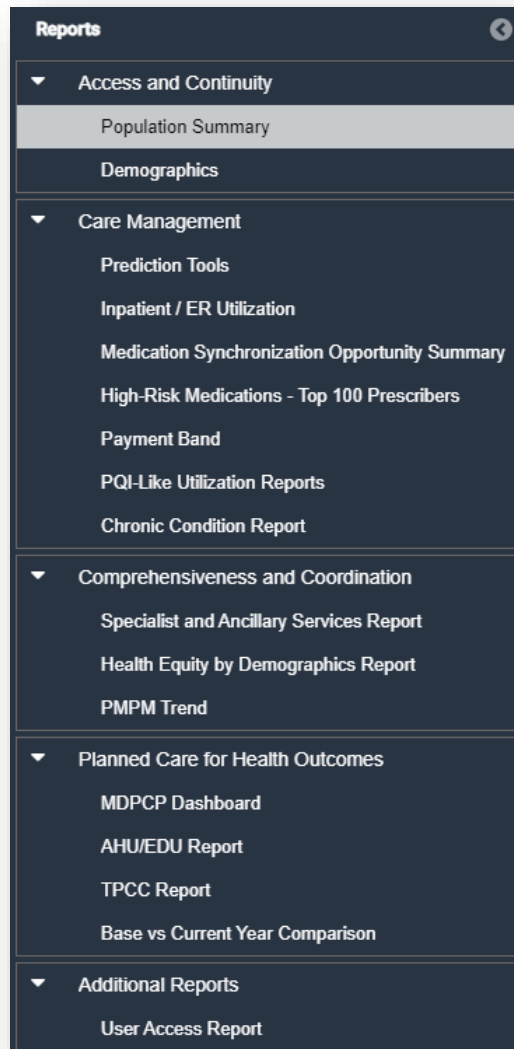 Reports
Access and Continuity
Population Summary
Demographics
Care Management
Prediction Tools
Inpatient / ER Utilization
Medication Synchronization Opportunity Summary
High-Risk Medications - Top 100 Prescribers
Payment Band
PQI-Like Utilization Reports
Chronic Condition Report
Comprehensiveness and Coordination
Specialist and Ancillary Services Report
Health Equity by Demographics Report
PMPM Trend
Planned Care for Health Outcomes
MDPCP Dashboard
AHU/EDU Report
TPCC Report
Base vs Current Year Comparison
Additional Reports
User Access Report